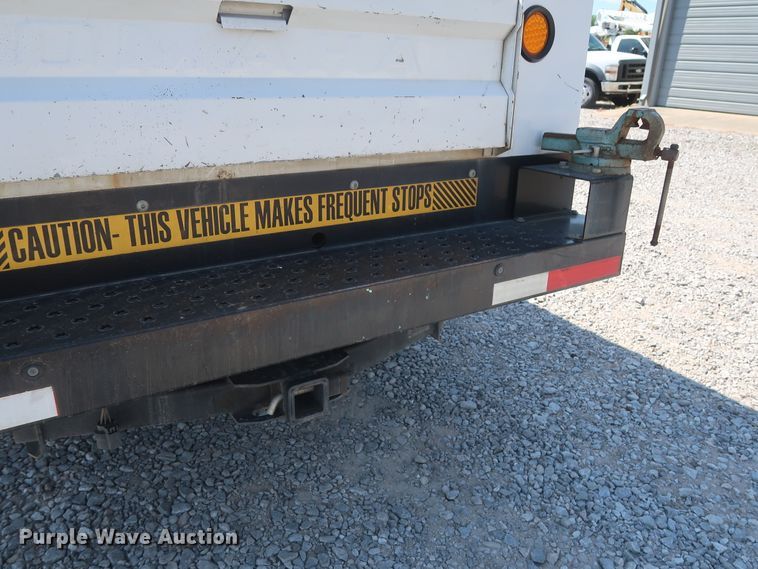 CAUTION- THIS VEHICLE MAKES FREQUENT STOPS
Purple Wave Auction